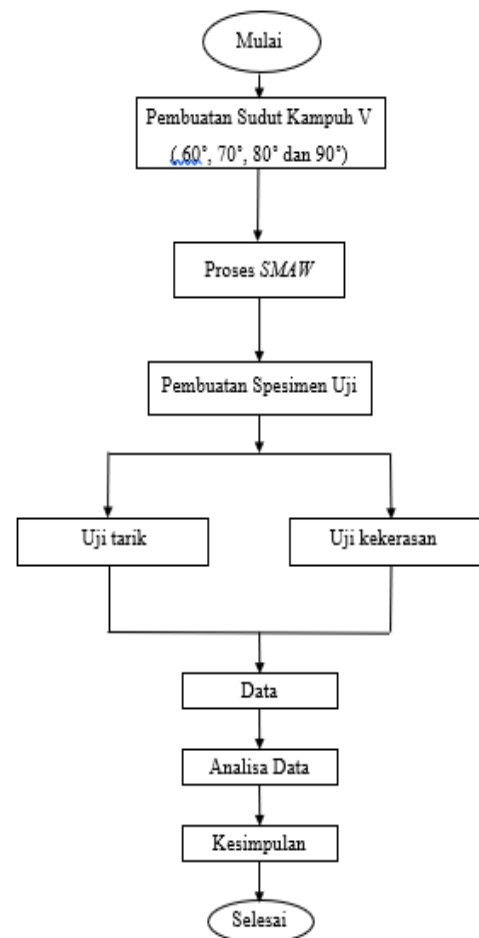 Mulai
Pembuatan Sudut Kampuh V
( 60°, 70°, 80° dan 90°)
Proses SMAW
Pembuatan Spesimen Uji
Uji tarik
Uji kekerasan
Data
Analisa Data
Kesimpulan
Selesai